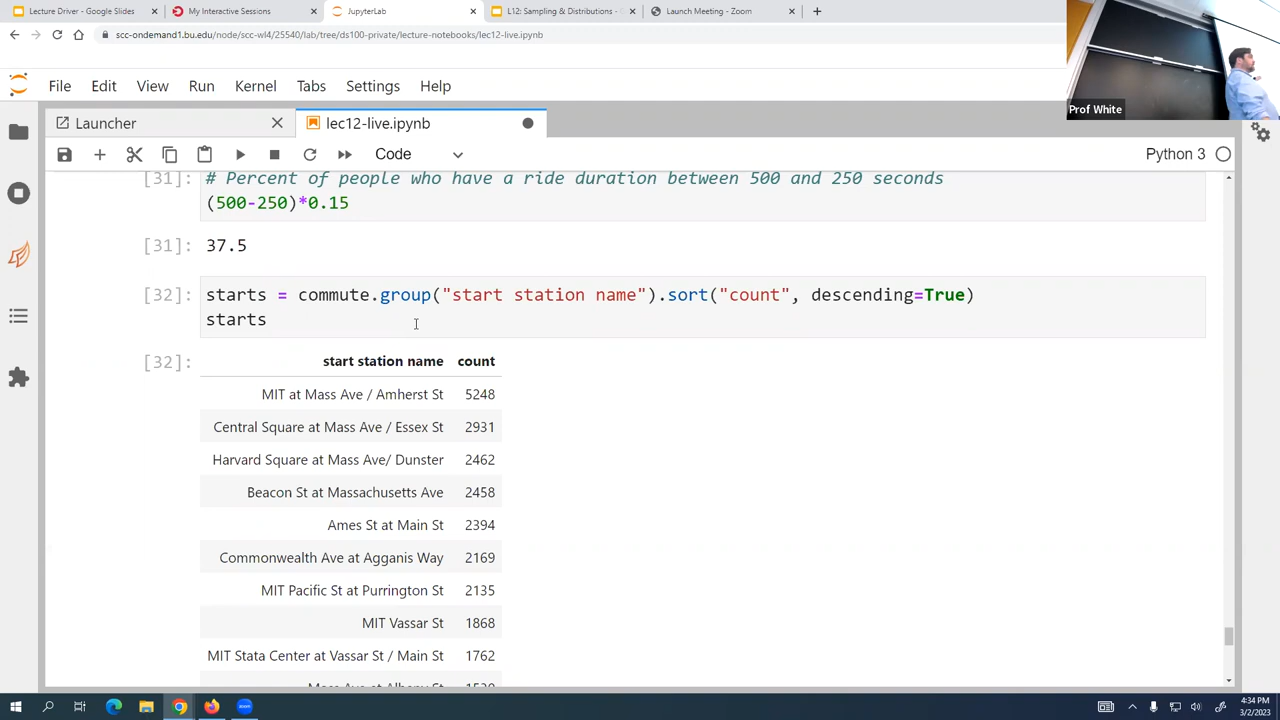 Lecture Driver - Google Slides
My Interactive Sessions
JupyterLab
L12: Sampling & Distributions - G
Launch Meeting - Zoom
scc-ondemand1.bu.edu/node/scc-wl4/25540/lab/tree/ds100-private/lecture-notebooks/lec12-live.ipynb
Prof White
File Edit View Run Kernel Tabs Settings Help
Launcher
lec12-live.ipynb
Code
Python 3
[31]: # Percent of people who have a ride duration between 500 and 250 seconds
(500-250)*0.15
[31]: 37.5
[32]: starts = commute.group("start station name").sort("count", descending=True)
starts
[32]: start station name count
MIT at Mass Ave / Amherst St 5248
Central Square at Mass Ave / Essex St 2931
Harvard Square at Mass Ave/ Dunster 2462
Beacon St at Massachusetts Ave 2458
Ames St at Main St 2394
Commonwealth Ave at Agganis Way 2169
MIT Pacific St at Purrington St 2135
MIT Vassar St 1868
MIT Stata Center at Vassar St / Main St 1762
Mass Ave at Albany St
4:34 PM
3/2/2023